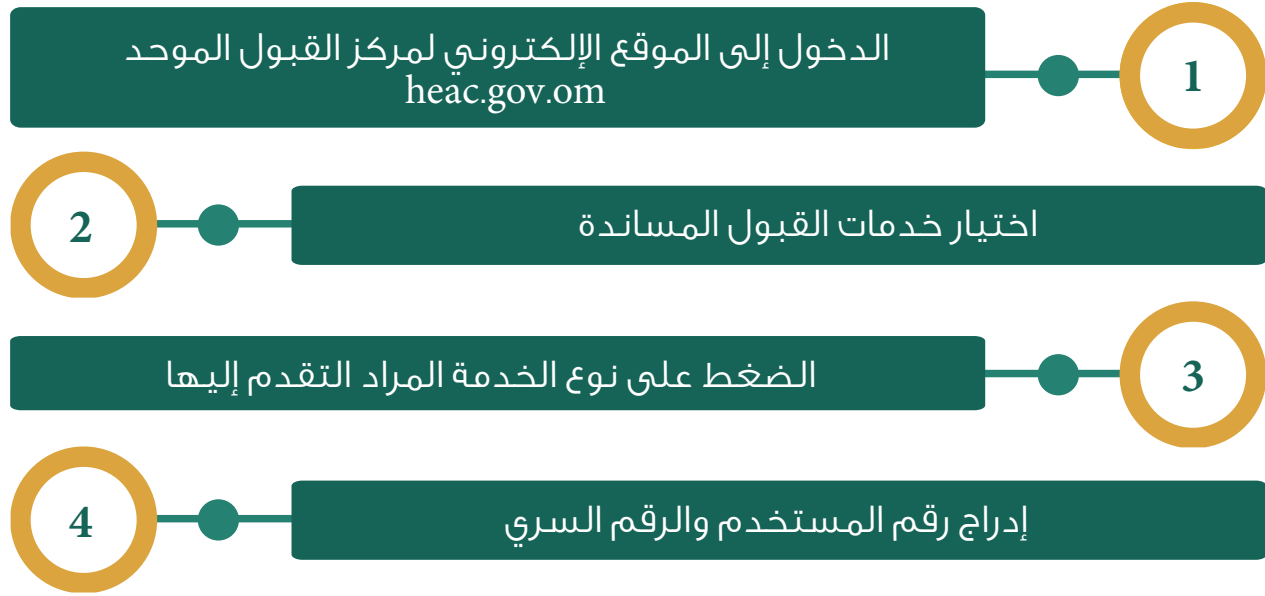 1
الدخول إلى الموقع الإلكتروني لمركز القبول الموحد
heac.gov.om
2
اختيار خدمات القبول المساندة
3
الضغط على نوع الخدمة المراد التقدم إليها
4
إدراج رقم المستخدم والرقم السري